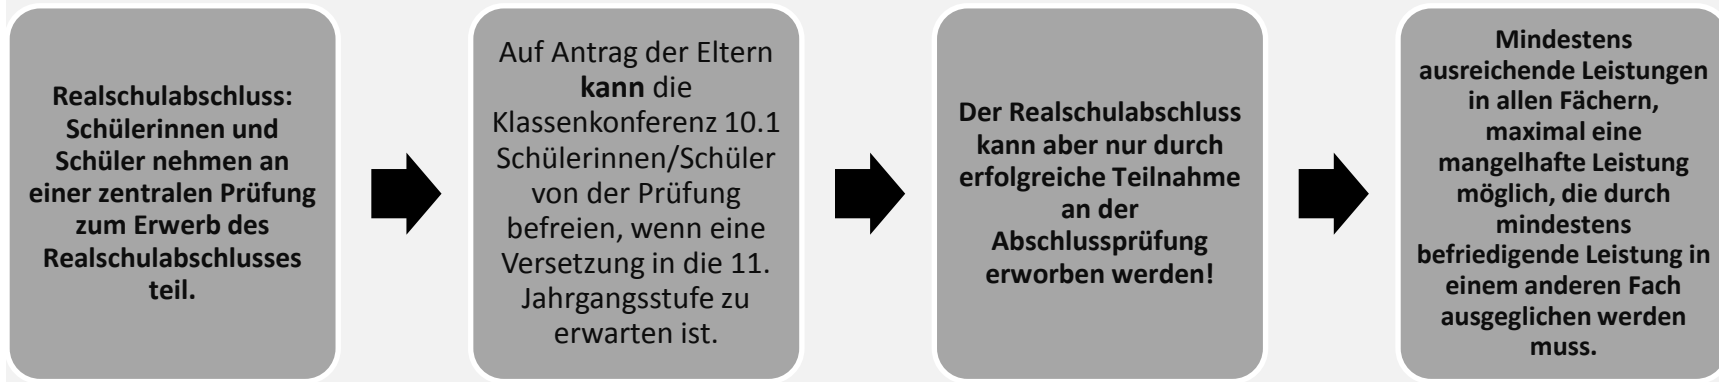 Realschulabschluss:
Schülerinnen und
Schüler nehmen an
einer zentralen Prüfung
zum Erwerb des
Realschulabschlusses
teil.
Auf Antrag der Eltern
kann die
Klassenkonferenz 10.1
Schülerinnen/Schüler
von der Prüfung
befreien, wenn eine
Versetzung in die 11.
Jahrgangsstufe zu
erwarten ist.
Der Realschulabschluss
kann aber nur durch
erfolgreiche Teilnahme
an der
Abschlussprüfung
erworben werden!
Mindestens
ausreichende Leistungen
in allen Fächern,
maximal eine
mangelhafte Leistung
möglich, die durch
mindestens
befriedigende Leistung in
einem anderen Fach
ausgeglichen werden
muss.